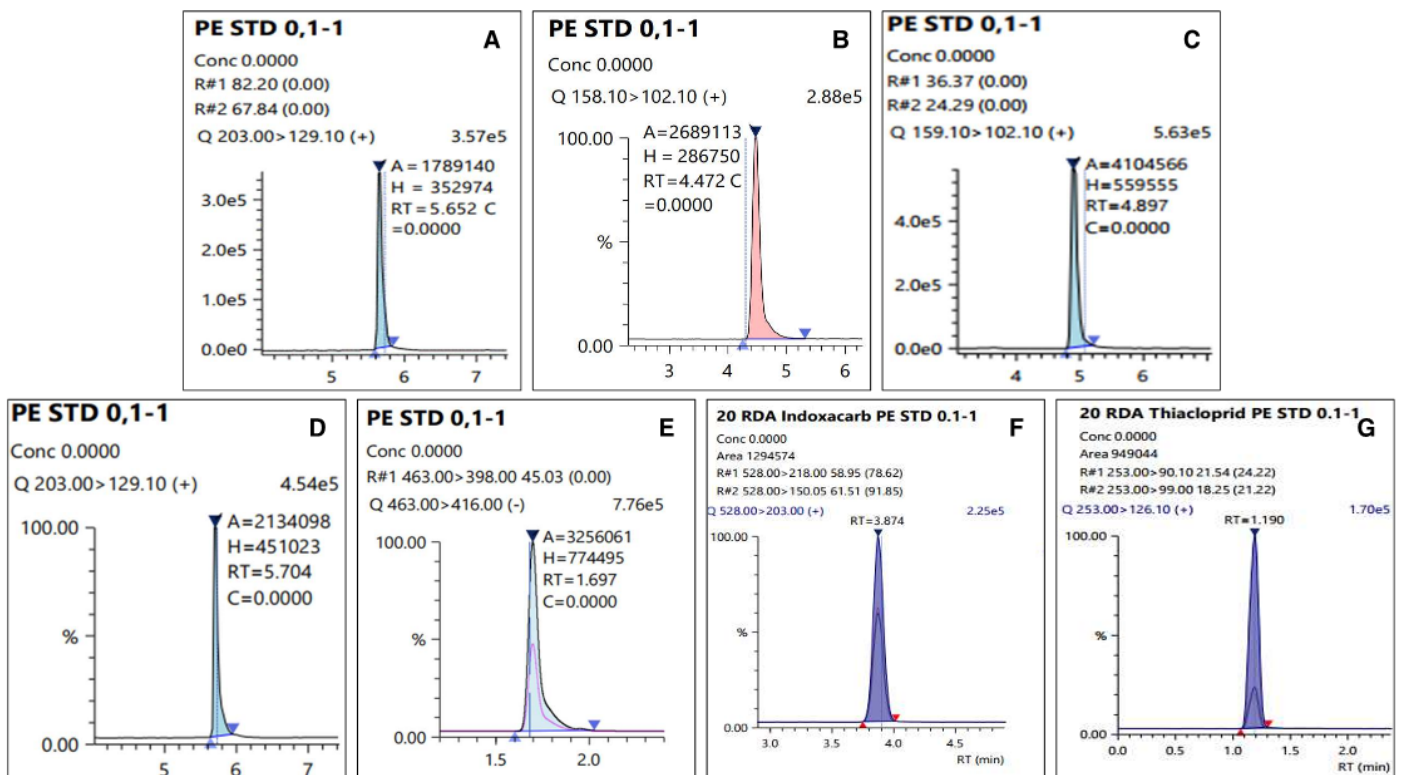 PE STD 0,1-1
A
Conc 0.0000
R#1 82.20 (0.00)
R#2 67.84 (0.00)
Q 203.00>129.10 (+) 3.57e5
A = 1789140
H = 352974
RT = 5.652 C
=0.0000
3.0e5
2.0e5
1.0e5
0.0e0
5 6 7
PE STD 0,1-1
B
Conc 0.0000
Q 158.10>102.10 (+) 2.88e5
100.00
A=2689113
H = 286750
RT=4.472 C
=0.0000
%
0.00
3 4 5 6
PE STD 0,1-1
C
Conc 0.0000
R#1 36.37 (0.00)
R#2 24.29 (0.00)
Q 159.10>102.10 (+) 5.63e5
A=4104566
H=559555
RT=4.897
C=0.0000
4.0e5
2.0e5
0.0e0
4 5 6
PE STD 0,1-1
D
Conc 0.0000
Q 203.00>129.10 (+) 4.54e5
100.00
A=2134098
H=451023
RT=5.704
C=0.0000
%
0.00
5 6 7
PE STD 0,1-1
E
Conc 0.0000
R#1 463.00>398.00 45.03 (0.00)
Q 463.00>416.00 (-) 7.76e5
100.00
A=3256061
H=774495
RT=1.697
C=0.0000
%
0.00
1.5 2.0
20 RDA Indoxacarb PE STD 0.1-1
F
Conc 0.0000
Area 1294574
R#1 528.00>218.00 58.95 (78.62)
R#2 528.00>150.05 61.51 (91.85)
Q 528.00>203.00 (+) 2.25e5
RT=3.874
100.00
%
0.00
3.0 3.5 4.0 4.5
RT (min)
20 RDA Thiacloprid PE STD 0.1-1
G
Conc 0.0000
Area 949044
R#1 253.00>90.10 21.54 (24.22)
R#2 253.00>99.00 18.25 (21.22)
Q 253.00>126.10 (+) 1.70e5
RT=1.190
100.00
%
0.00
0.0 0.5 1.0 1.5 2.0
RT (min)